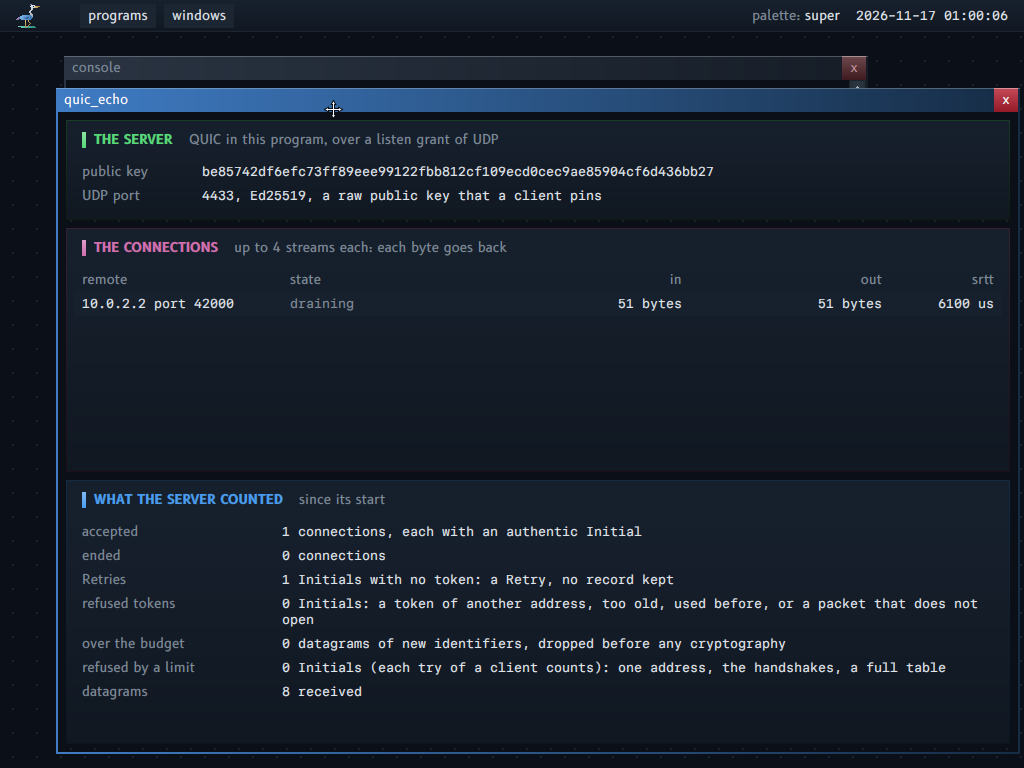 programs windows palette: super 2026-11-17 01:00:06
console x
quic_echo x
THE SERVER QUIC in this program, over a listen grant of UDP
public key be85742df6efc73ff89eee99122fbb812cf109ecd0cec9ae85904cf6d436bb27
UDP port 4433, Ed25519, a raw public key that a client pins
THE CONNECTIONS up to 4 streams each: each byte goes back
remote state in out srtt
10.0.2.2 port 42000 draining 51 bytes 51 bytes 6100 us
WHAT THE SERVER COUNTED since its start
accepted 1 connections, each with an authentic Initial
ended 0 connections
Retries 1 Initials with no token: a Retry, no record kept
refused tokens 0 Initials: a token of another address, too old, used before, or a packet that does not
open
over the budget 0 datagrams of new identifiers, dropped before any cryptography
refused by a limit 0 Initials (each try of a client counts): one address, the handshakes, a full table
datagrams 8 received